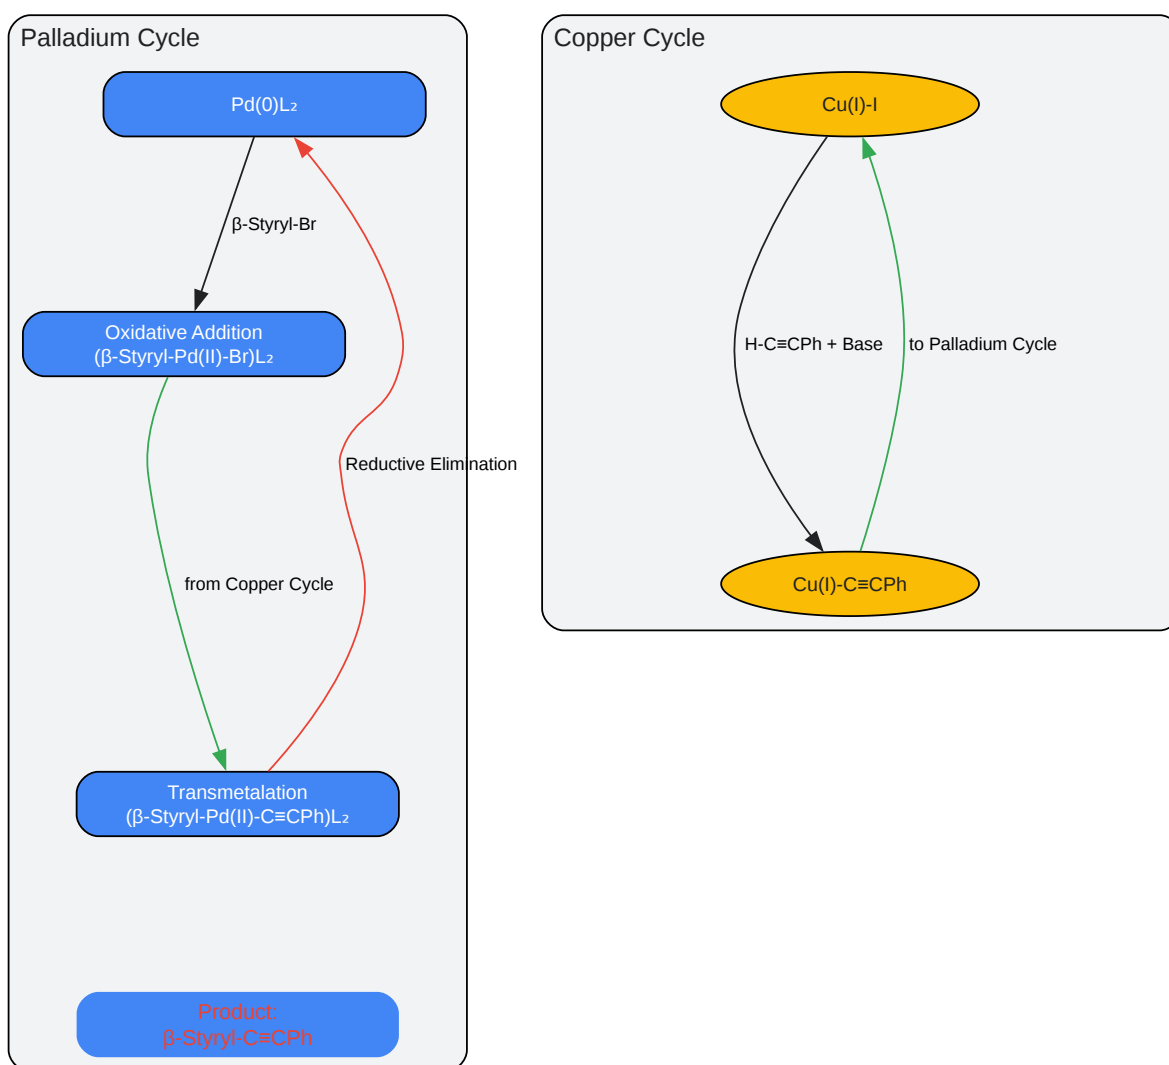 Palladium Cycle
Pd(0)L₂
β-Styryl-Br
Oxidative Addition
(β-Styryl-Pd(II)-Br)L₂
Reductive Elimination
from Copper Cycle
Transmetalation
(β-Styryl-Pd(II)-C≡CPh)L₂
Product:
β-Styryl-C≡CPh
Copper Cycle
Cu(I)-I
H-C≡CPh + Base
to Palladium Cycle
Cu(I)-C≡CPh